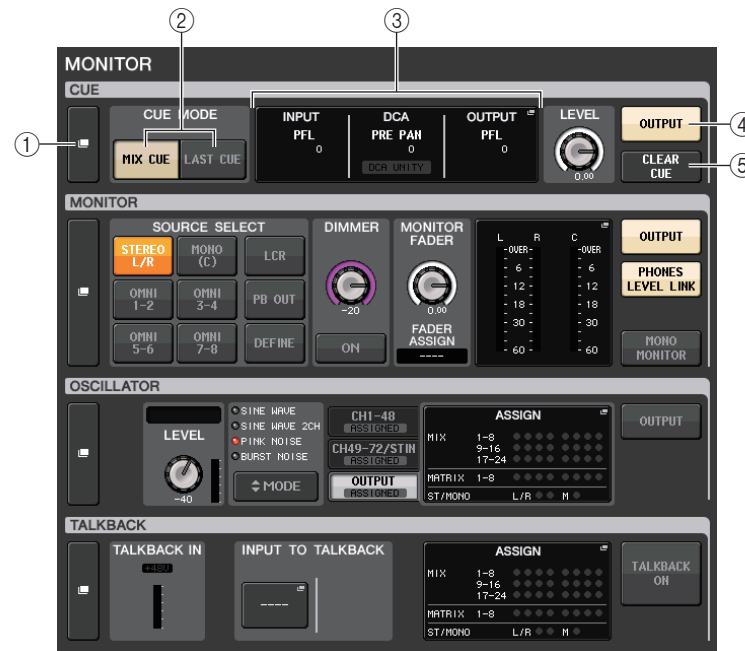 ② ③
MONITOR
CUE
①
CUE MODE
MIX CUE LAST CUE
INPUT DCA OUTPUT
PFL PRE PAN PFL
0 0 0
DCA UNITY
LEVEL
0.00
OUTPUT ④
CLEAR CUE ⑤
MONITOR
SOURCE SELECT
STEREO L/R MONO (C) LCR
OMNI 1-2 OMNI 3-4 PB OUT
OMNI 5-6 OMNI 7-8 DEFINE
DIMMER
-20
ON
MONITOR FADER
0.00
FADER ASSIGN
----
L R C
-OVER- -OVER
- 6 - - 6
- 12 - - 12
- 18 - - 18
- 30 - - 30
- 60 - - 60
OUTPUT
PHONES LEVEL LINK
MONO MONITOR
OSCILLATOR
LEVEL
-40
SINE WAVE
SINE WAVE 2CH
PINK NOISE
BURST NOISE
MODE
CH1-48
ASSIGNED
CH49-72/STIN
ASSIGNED
OUTPUT
ASSIGNED
ASSIGN
MIX 1-8
9-16
17-24
MATRIX 1-8
ST/MONO L/R M
OUTPUT
TALKBACK
TALKBACK IN
+48V
INPUT TO TALKBACK
----
ASSIGN
MIX 1-8
9-16
17-24
MATRIX 1-8
ST/MONO L/R M
TALKBACK ON